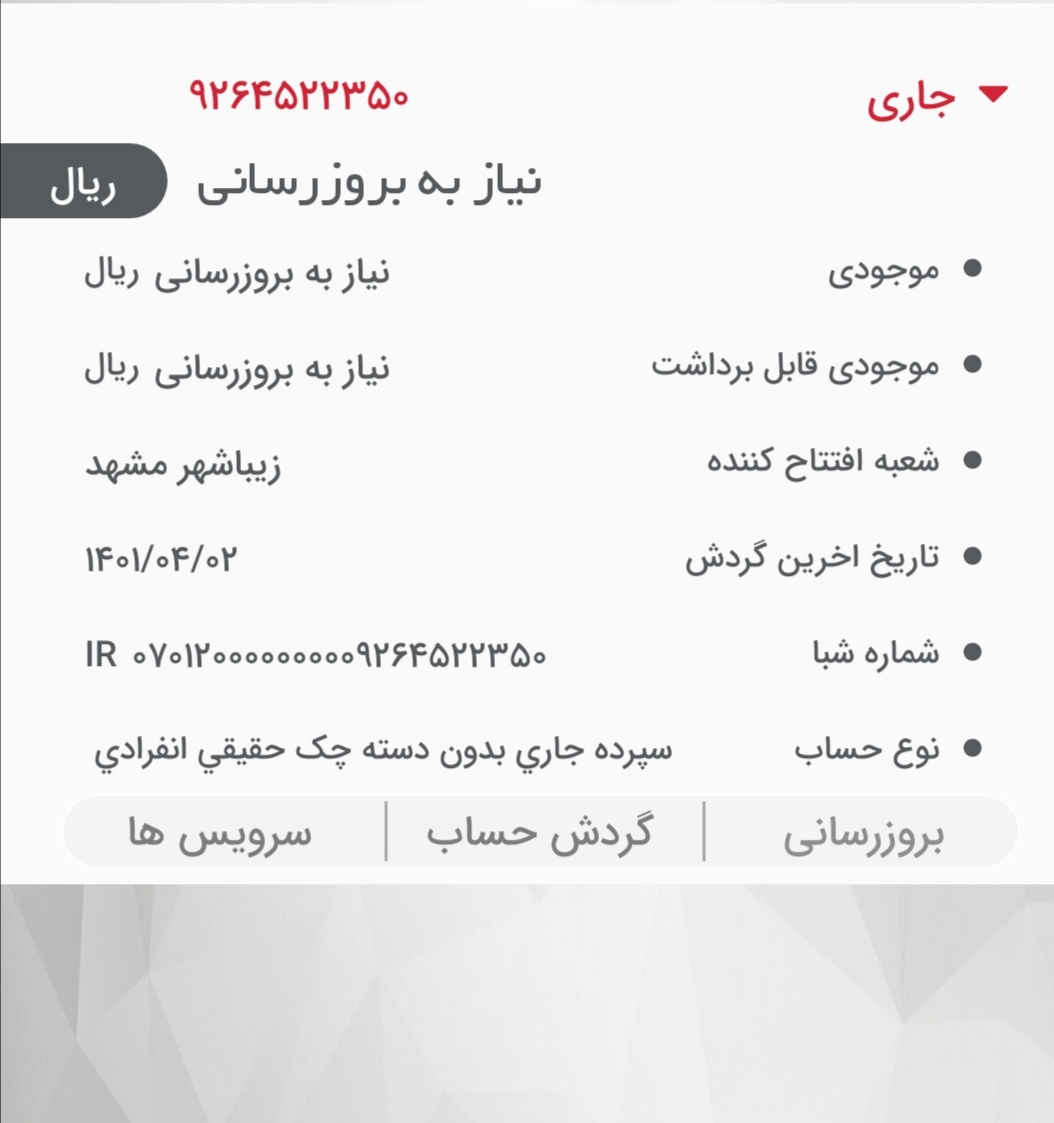 جاری ۹۲۶۴۵۲۲۳۵۰
نیاز به بروزرسانی ریال
موجودی نیاز به بروزرسانی ریال
موجودی قابل برداشت نیاز به بروزرسانی ریال
شعبه افتتاح کننده زیباشهر مشهد
تاریخ اخرین گردش ۱۴۰۱/۰۴/۰۲
شماره شبا IR ۰۷۰۱۲۰۰۰۰۰۰۰۰۰۰۹۲۶۴۵۲۲۳۵۰
نوع حساب سپرده جاري بدون دسته چک حقيقي انفرادي
بروزرسانی | گردش حساب | سرویس ها